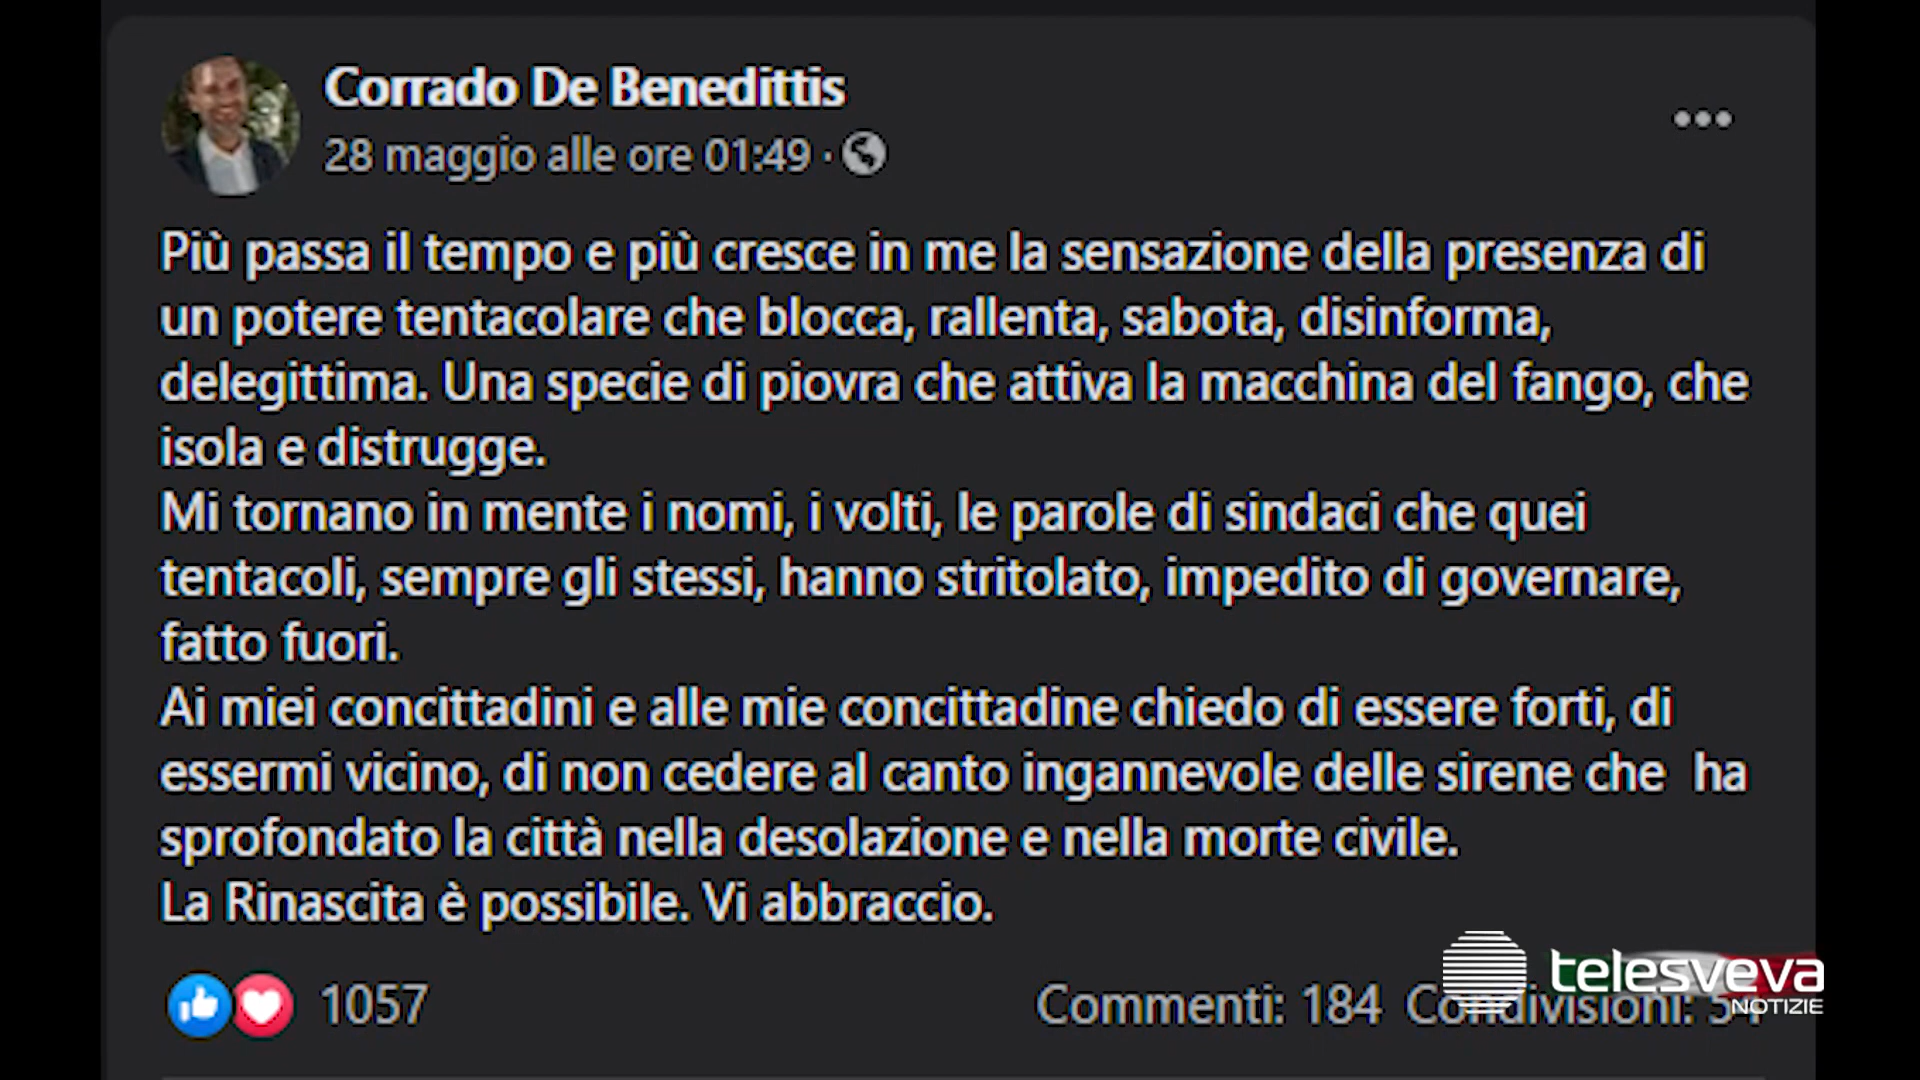 Corrado De Benedittis
28 maggio alle ore 01:49 ·
Più passa il tempo e più cresce in me la sensazione della presenza di
un potere tentacolare che blocca, rallenta, sabota, disinforma,
delegittima. Una specie di piovra che attiva la macchina del fango, che
isola e distrugge.
Mi tornano in mente i nomi, i volti, le parole di sindaci che quei
tentacoli, sempre gli stessi, hanno stritolato, impedito di governare,
fatto fuori.
Ai miei concittadini e alle mie concittadine chiedo di essere forti, di
essermi vicino, di non cedere al canto ingannevole delle sirene che  ha
sprofondato la città nella desolazione e nella morte civile.
La Rinascita è possibile. Vi abbraccio.
1057
Commenti: 184 Condivisioni:
telesveva
NOTIZIE